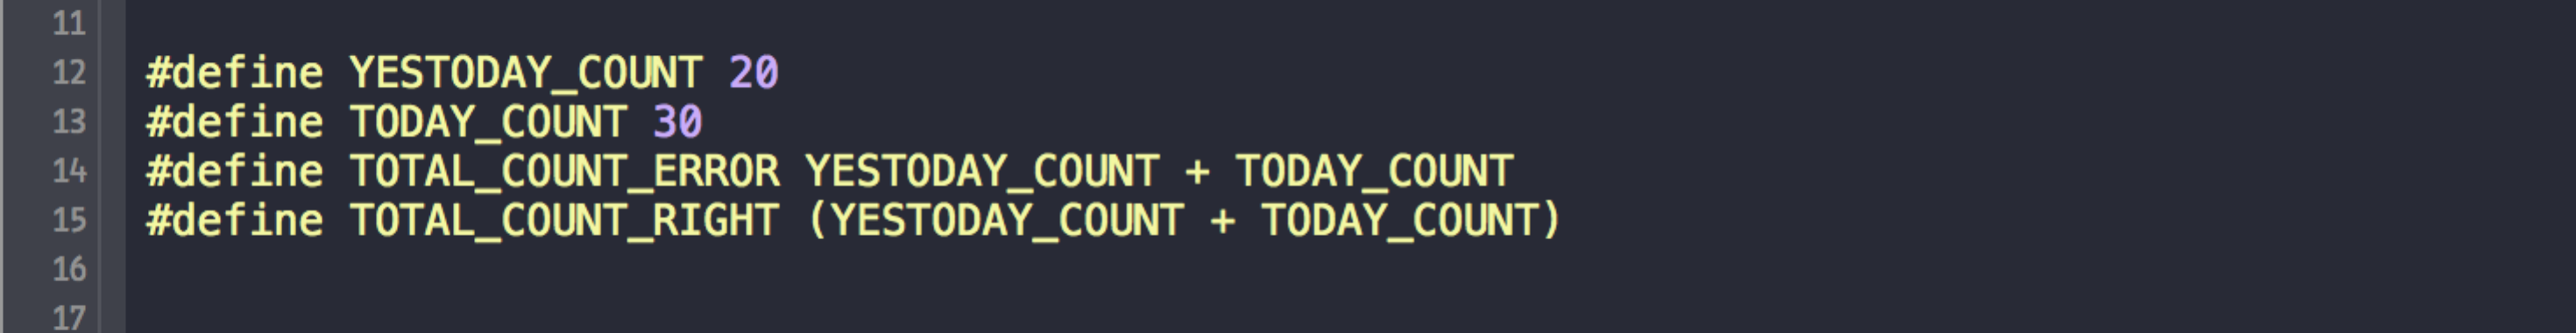 11
12 #define YESTODAY_COUNT 20
13 #define TODAY_COUNT 30
14 #define TOTAL_COUNT_ERROR YESTODAY_COUNT + TODAY_COUNT
15 #define TOTAL_COUNT_RIGHT (YESTODAY_COUNT + TODAY_COUNT)
16
17